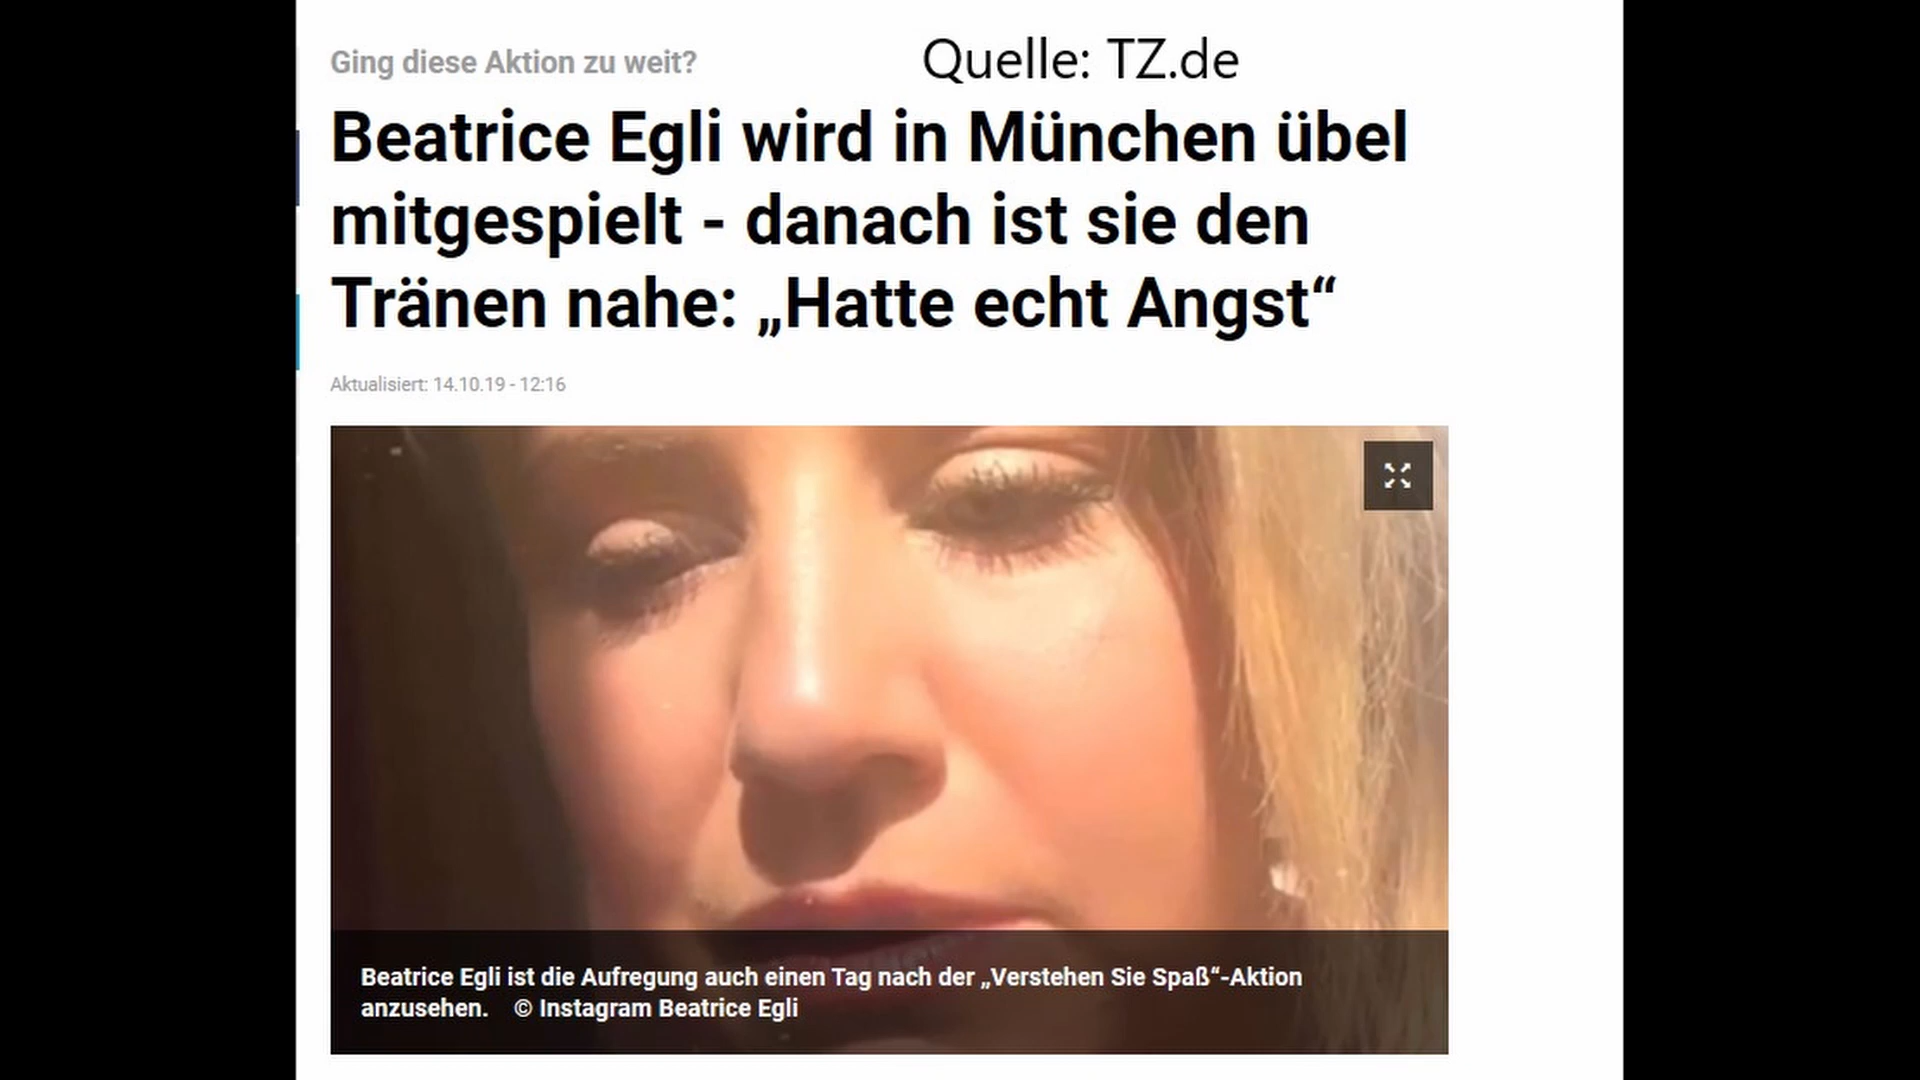 Ging diese Aktion zu weit?
Quelle: TZ.de
Beatrice Egli wird in München übel
mitgespielt - danach ist sie den
Tränen nahe: „Hatte echt Angst“
Aktualisiert: 14.10.19 - 12:16
Beatrice Egli ist die Aufregung auch einen Tag nach der „Verstehen Sie Spaß“-Aktion
anzusehen. © Instagram Beatrice Egli